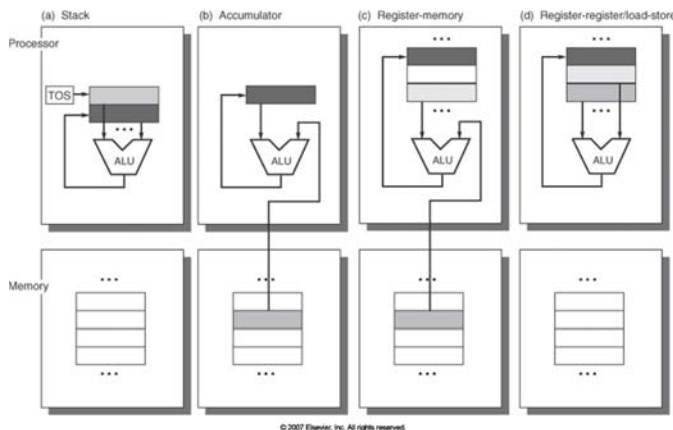 (a) Stack
(b) Accumulator
(c) Register-memory
(d) Register-register/load-store
Processor
TOS
...
ALU
ALU
...
...
ALU
...
...
ALU
Memory
...
...
...
...
...
...
...
...
© 2007 Elsevier, Inc. All rights reserved.